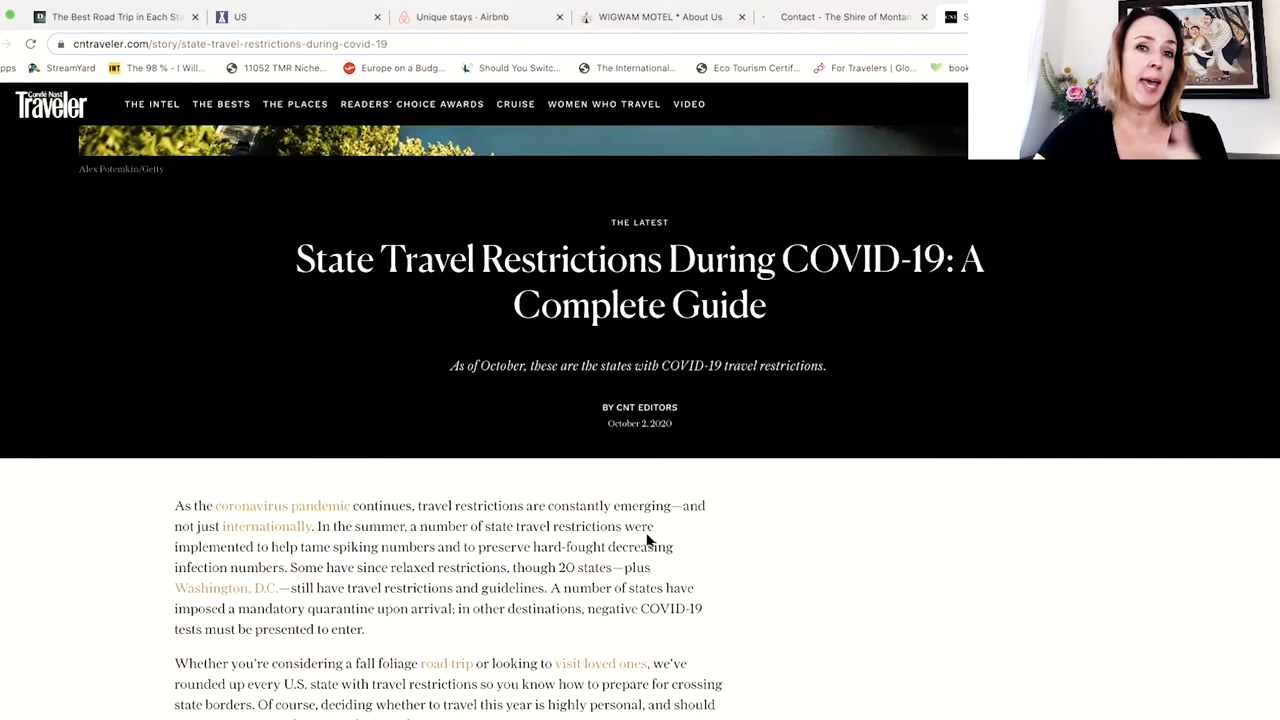 The Best Road Trip in Each Sta
US
Unique stays - Airbnb
WIGWAM MOTEL * About Us
Contact - The Shire of Montan
cntraveler.com/story/state-travel-restrictions-during-covid-19
StreamYard
The 98 % - I Will...
11052 TMR Niche...
Europe on a Budg...
Should You Switc...
The International...
Eco Tourism Certif...
For Travelers | Glo...
book
Condé Nast
Traveler
THE INTEL THE BESTS THE PLACES READERS' CHOICE AWARDS CRUISE WOMEN WHO TRAVEL VIDEO
Alex Potemkin/Getty
THE LATEST
State Travel Restrictions During COVID-19: A
Complete Guide
As of October, these are the states with COVID-19 travel restrictions.
BY CNT EDITORS
October 2, 2020
As the coronavirus pandemic continues, travel restrictions are constantly emerging—and
not just internationally. In the summer, a number of state travel restrictions were
implemented to help tame spiking numbers and to preserve hard-fought decreasing
infection numbers. Some have since relaxed restrictions, though 20 states—plus
Washington, D.C.—still have travel restrictions and guidelines. A number of states have
imposed a mandatory quarantine upon arrival; in other destinations, negative COVID-19
tests must be presented to enter.
Whether you're considering a fall foliage road trip or looking to visit loved ones, we've
rounded up every U.S. state with travel restrictions so you know how to prepare for crossing
state borders. Of course, deciding whether to travel this year is highly personal, and should